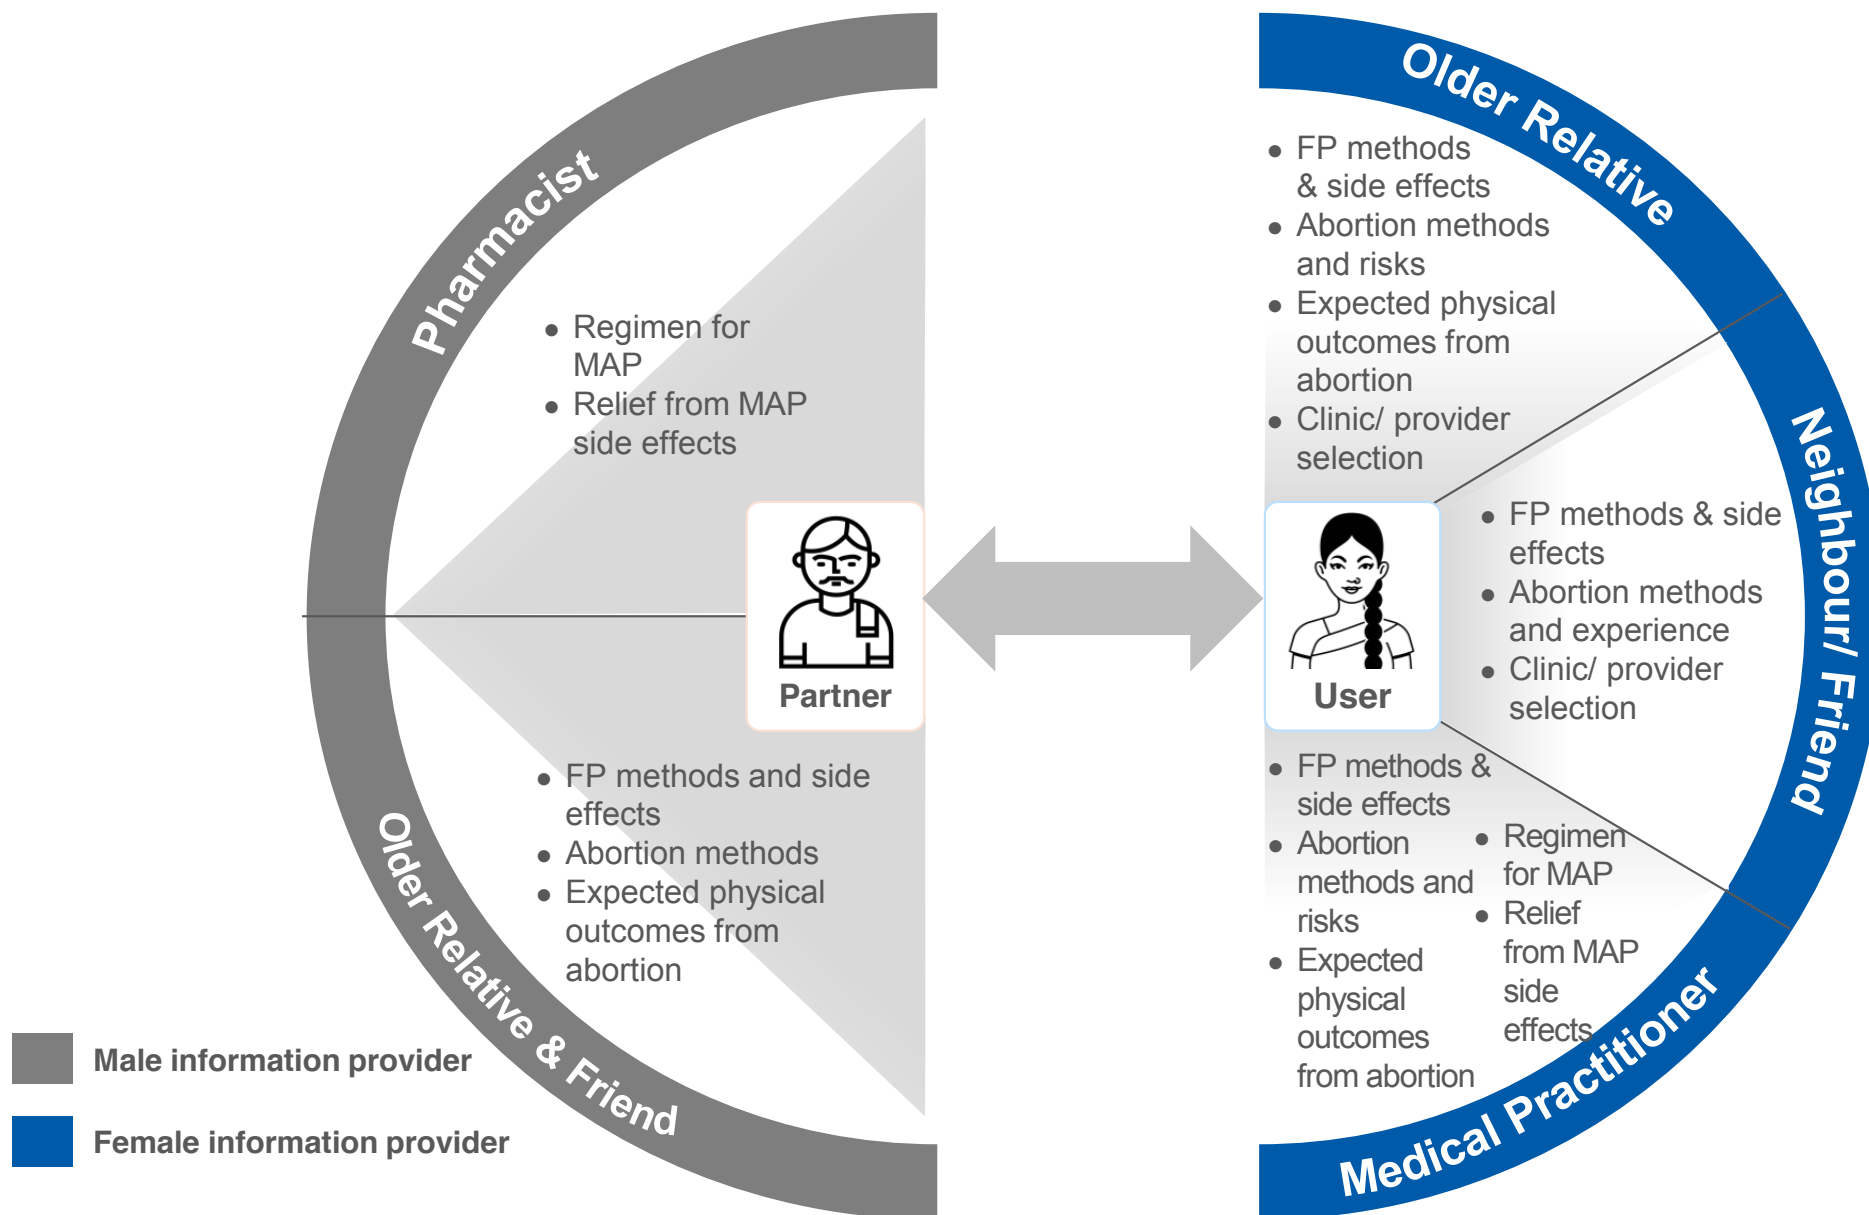 Pharmacist
• Regimen for
MAP
• Relief from MAP
side effects
Partner
• FP methods and side
effects
• Abortion methods
• Expected physical
outcomes from
abortion
Older Relative & Friend
Male information provider
Female information provider
Older Relative
• FP methods
& side effects
• Abortion methods
and risks
• Expected physical
outcomes from
abortion
• Clinic/ provider
selection
User
Neighbour/ Friend
• FP methods & side
effects
• Abortion methods
and experience
• Clinic/ provider
selection
• FP methods &
side effects
• Abortion
methods and
risks
• Expected
physical
outcomes
from abortion
• Regimen
for MAP
• Relief
from MAP
side
effects
Medical Practitioner